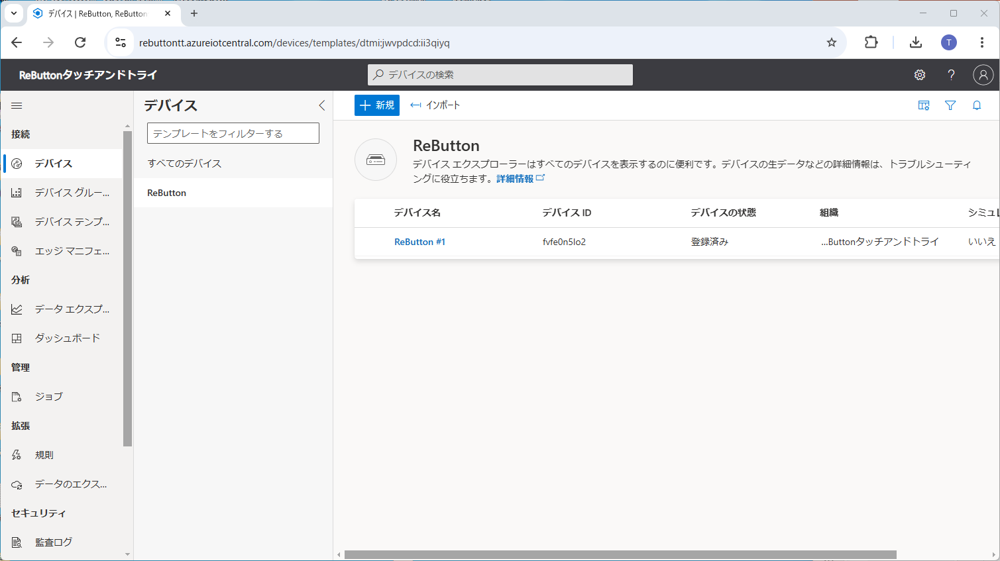 デバイス | ReButton, ReButton
rebuttontt.azureiotcentral.com/devices/templates/dtmi:jwvpdcd:ii3qiyq
T
ReButtonタッチアンドトライ
デバイスの検索
接続
デバイス
デバイス グルー...
デバイス テンプ...
エッジ マニフェ...
分析
データ エクスプ...
ダッシュボード
管理
ジョブ
拡張
規則
データのエクス...
セキュリティ
監査ログ
デバイス
テンプレートをフィルターする
すべてのデバイス
ReButton
新規
インポート
ReButton
デバイス エクスプローラーはすべてのデバイスを表示するのに便利です。デバイスの生データなどの詳細情報は、トラブルシューティ
ングに役立ちます。詳細情報
デバイス名 デバイス ID デバイスの状態 組織 シミュレ
ReButton #1 fvfe0n5lo2 登録済み ...Buttonタッチアンドトライ いいえ